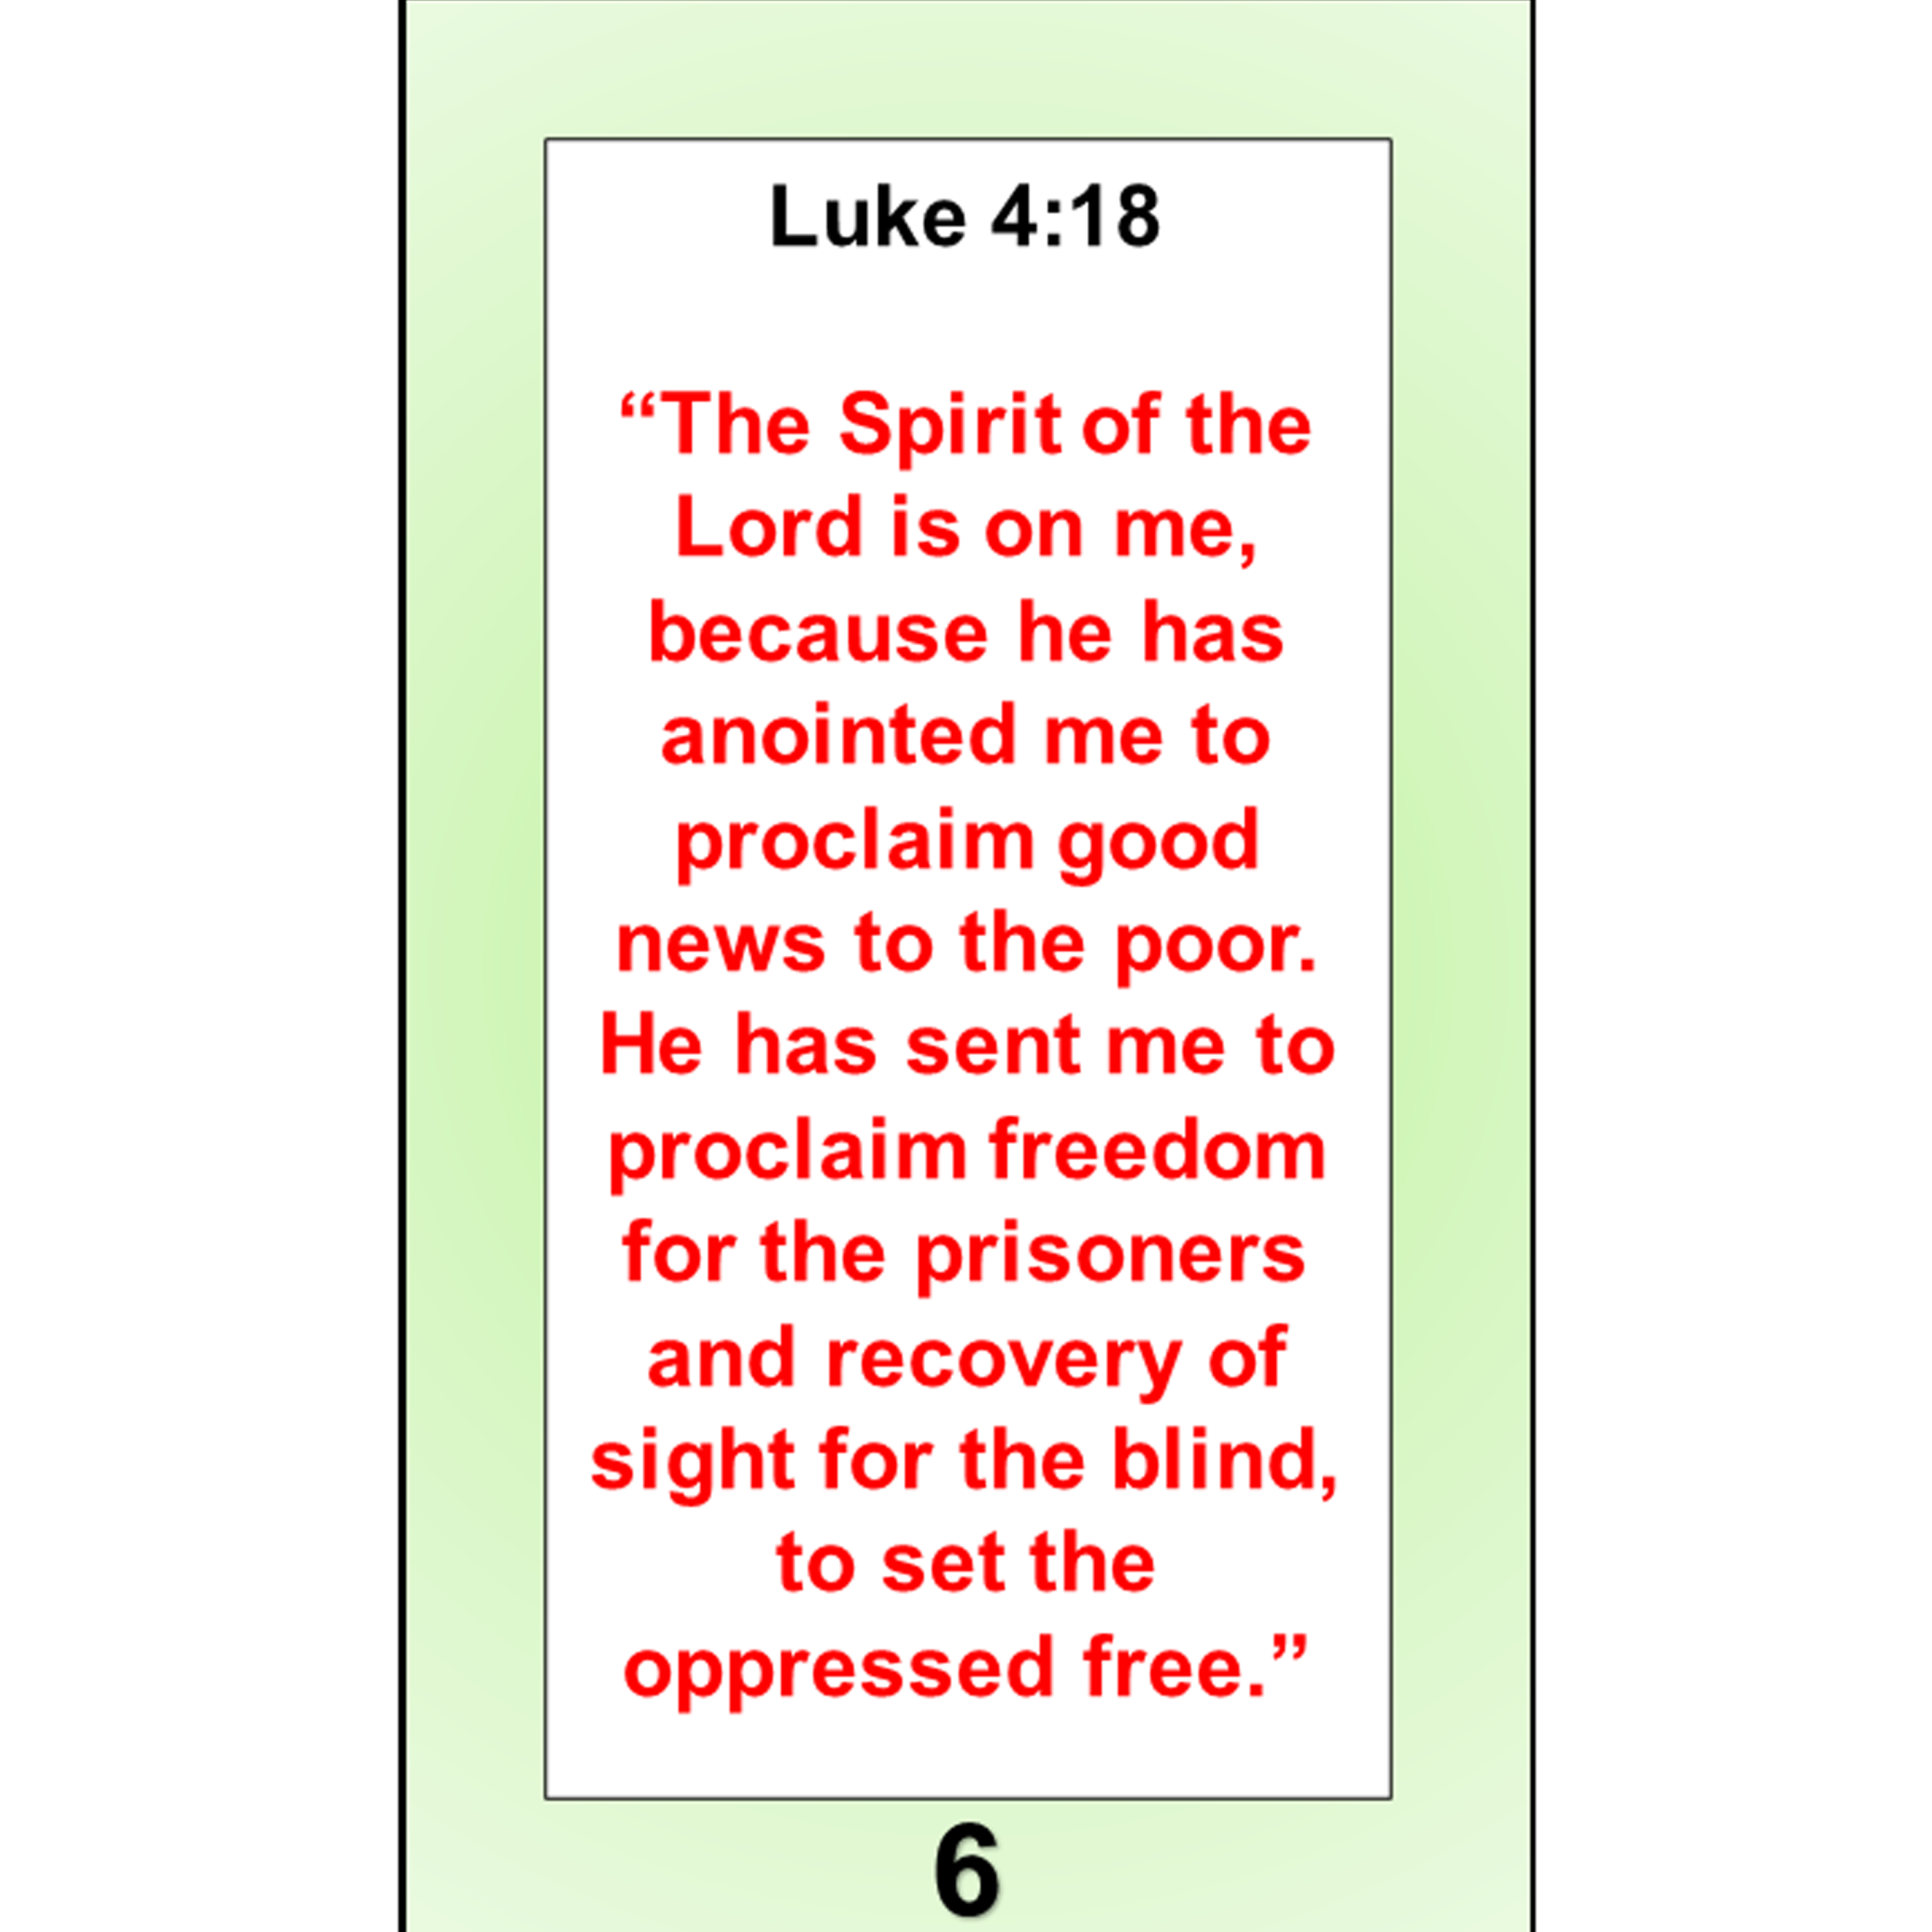 Luke 4:18
“The Spirit of the
Lord is on me,
because he has
anointed me to
proclaim good
news to the poor.
He has sent me to
proclaim freedom
for the prisoners
and recovery of
sight for the blind,
to set the
oppressed free.”
6